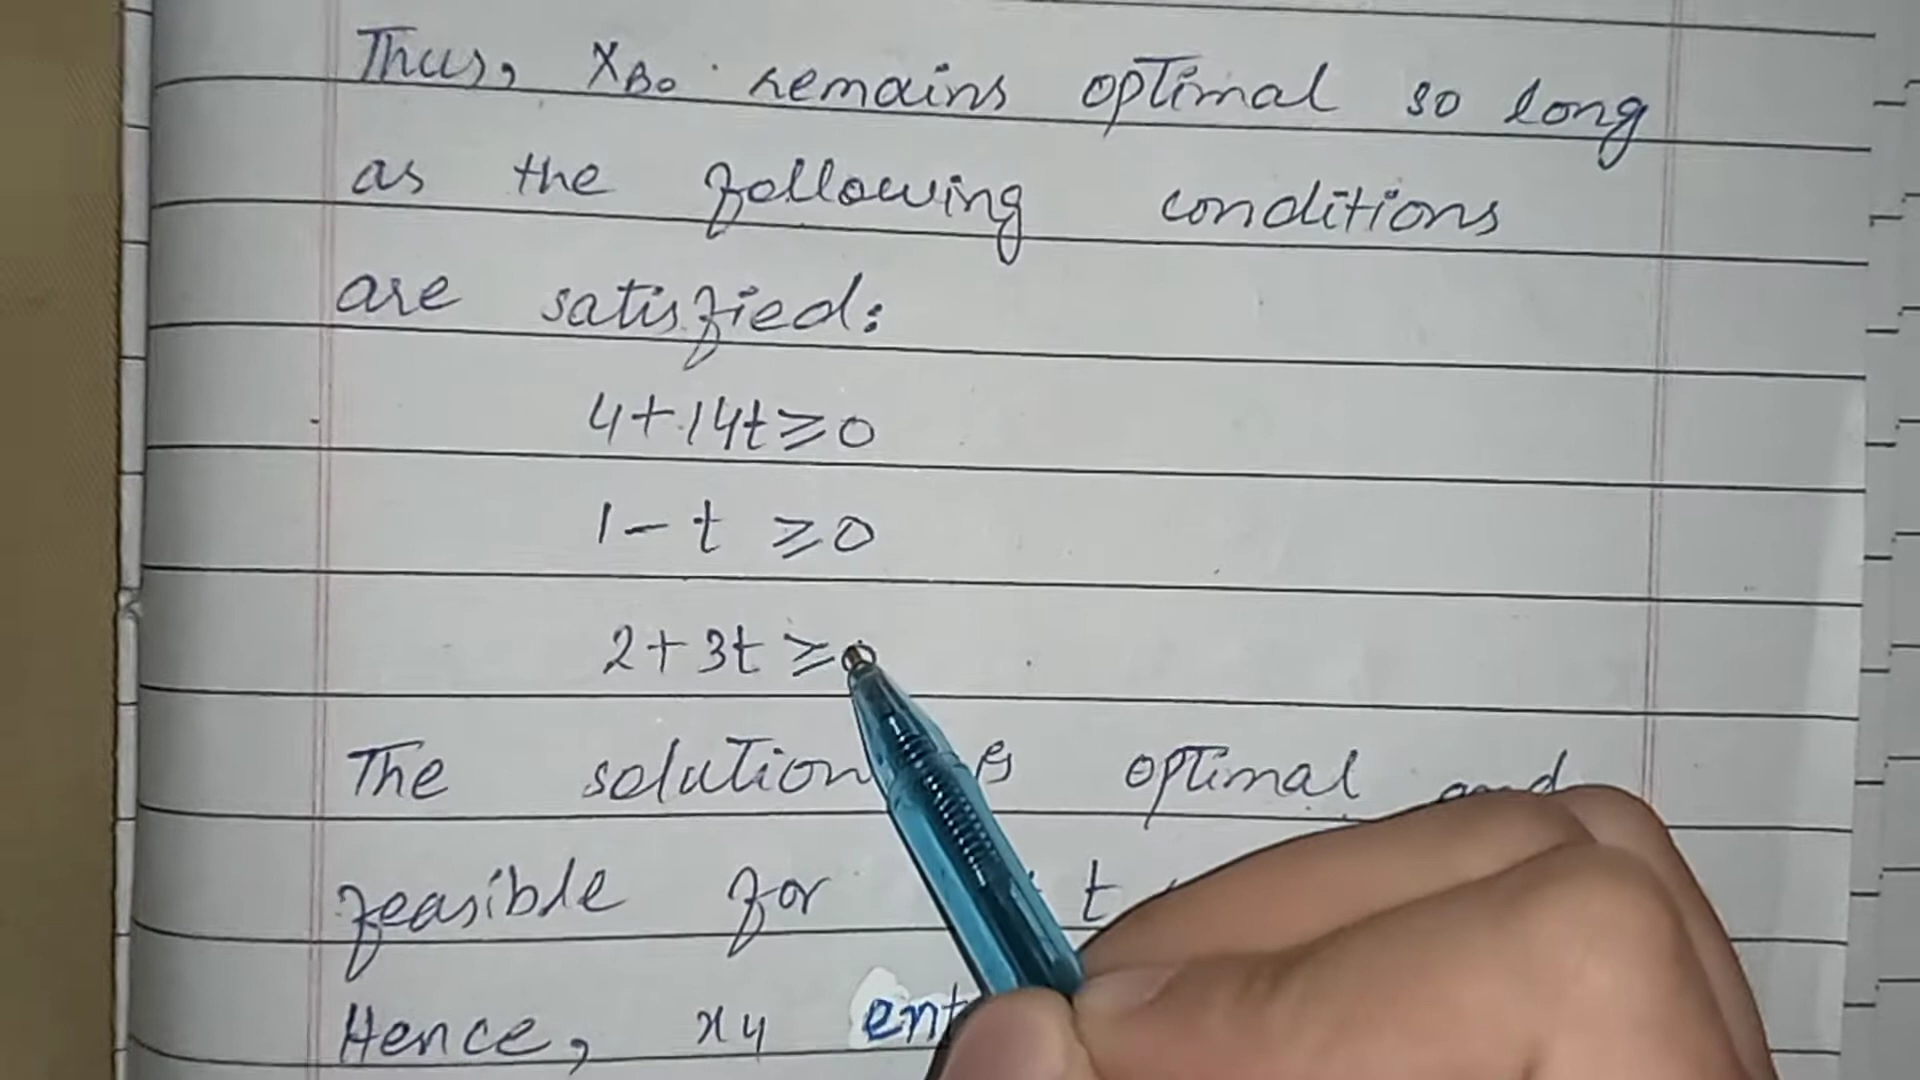 Thus, XB0 remains optimal so long
as the following conditions
are satisfied:
4+14t≥0
1-t ≥0
2+3t ≥0
The solution is optimal and
feasible for t
Hence, x4